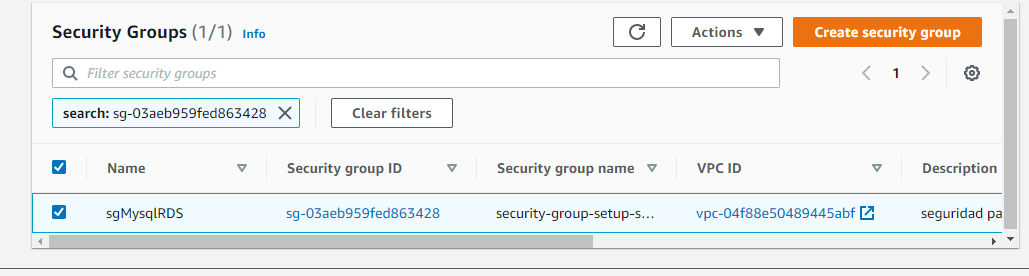 Security Groups (1/1) Info
Actions
Create security group
Filter security groups
1
search: sg-03aeb959fed863428
Clear filters
Name Security group ID Security group name VPC ID Description
sgMysqlRDS sg-03aeb959fed863428 security-group-setup-s... vpc-04f88e50489445abf seguridad pa